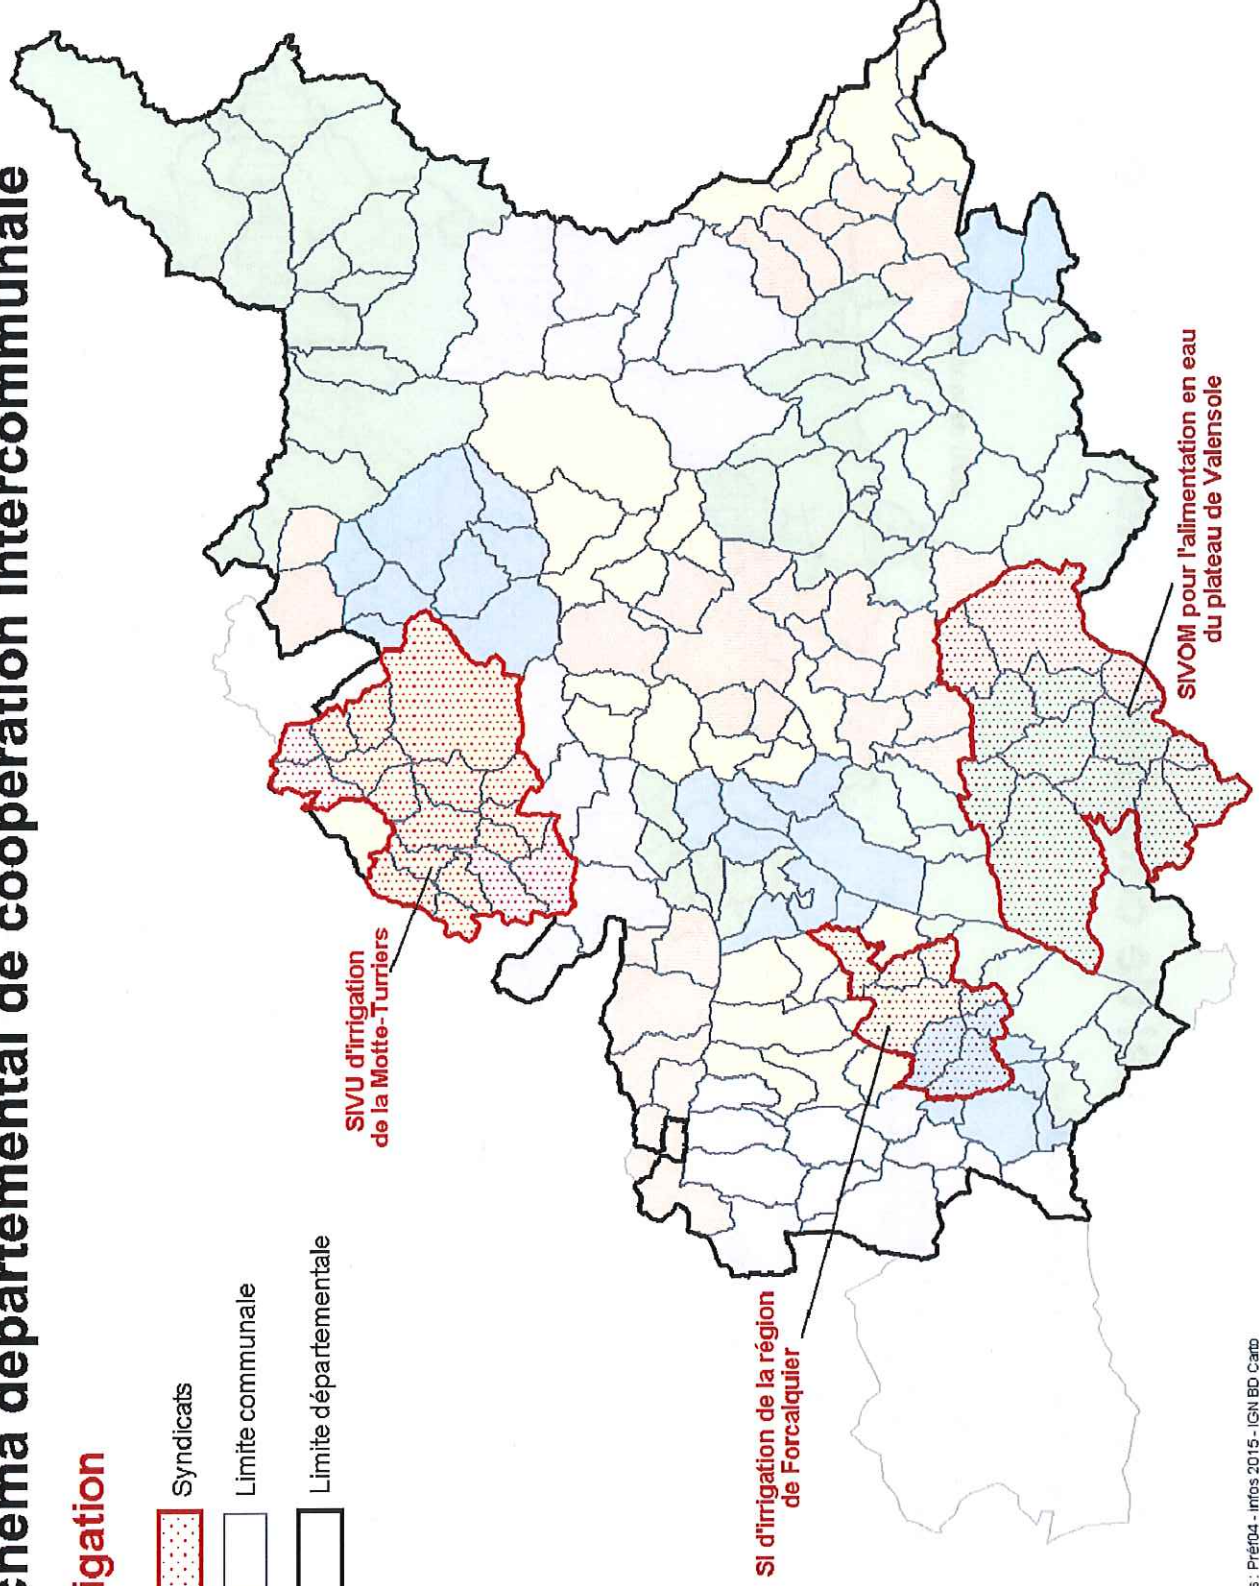 chéma départemental de coopération intercommunale
igation
Syndicats
Limite communale
Limite départementale
SIVU d'irrigation
de la Motte-Turriers
SI d'irrigation de la région
de Forcalquier
SIVOM pour l'alimentation en eau
du plateau de Valensole
s : Préf04 - infos 2015 - IGN BD Carto